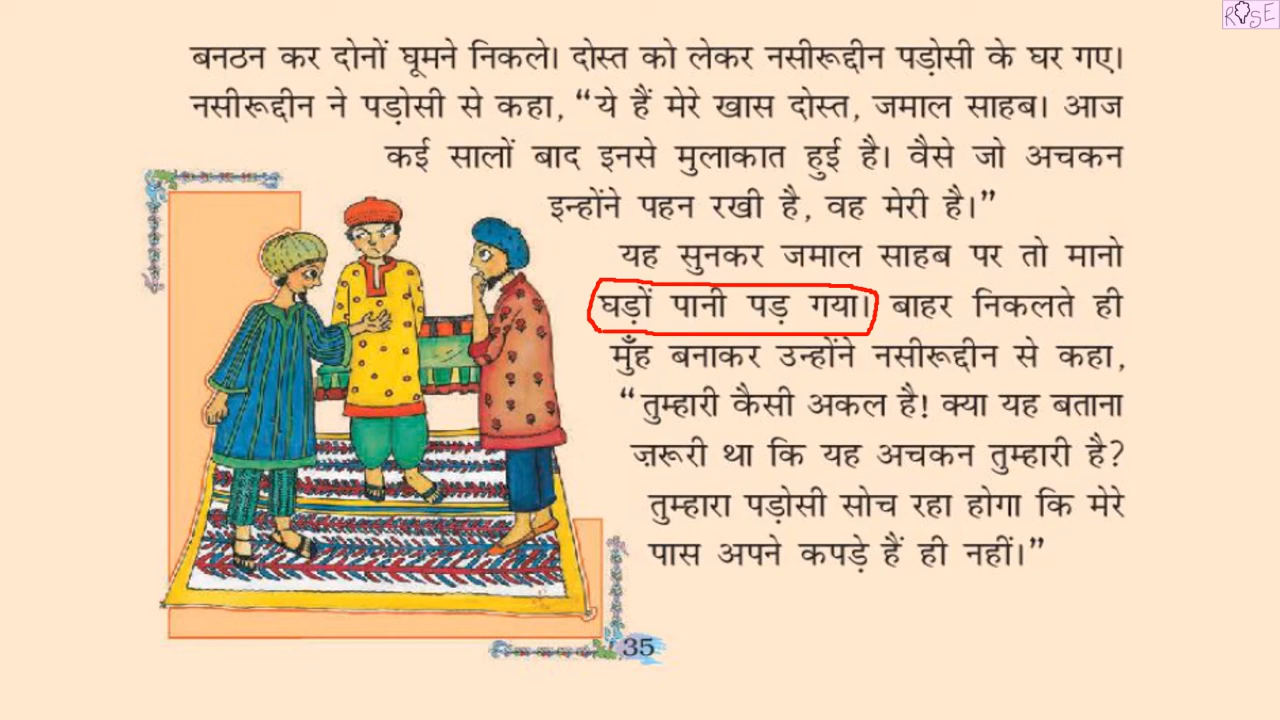 ROSE
बनठन कर दोनों घूमने निकले। दोस्त को लेकर नसीरूद्दीन पड़ोसी के घर गए।
नसीरूद्दीन ने पड़ोसी से कहा, “ये हैं मेरे खास दोस्त, जमाल साहब। आज
कई सालों बाद इनसे मुलाकात हुई है। वैसे जो अचकन
इन्होंने पहन रखी है, वह मेरी है।”
यह सुनकर जमाल साहब पर तो मानो
घड़ों पानी पड़ गया। बाहर निकलते ही
मुँह बनाकर उन्होंने नसीरूद्दीन से कहा,
“तुम्हारी कैसी अकल है! क्या यह बताना
ज़रूरी था कि यह अचकन तुम्हारी है?
तुम्हारा पड़ोसी सोच रहा होगा कि मेरे
पास अपने कपड़े हैं ही नहीं।”
35